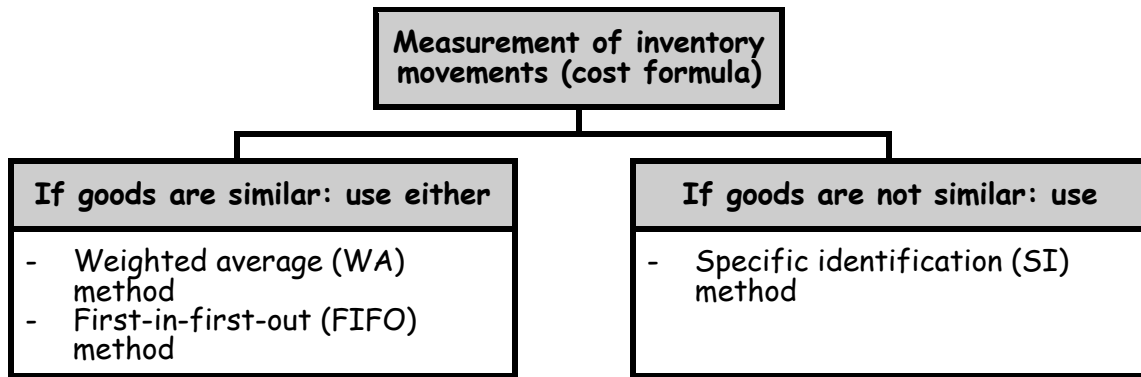 Measurement of inventory
movements (cost formula)
If goods are similar: use either
- Weighted average (WA)
method
- First-in-first-out (FIFO)
method
If goods are not similar: use
- Specific identification (SI)
method